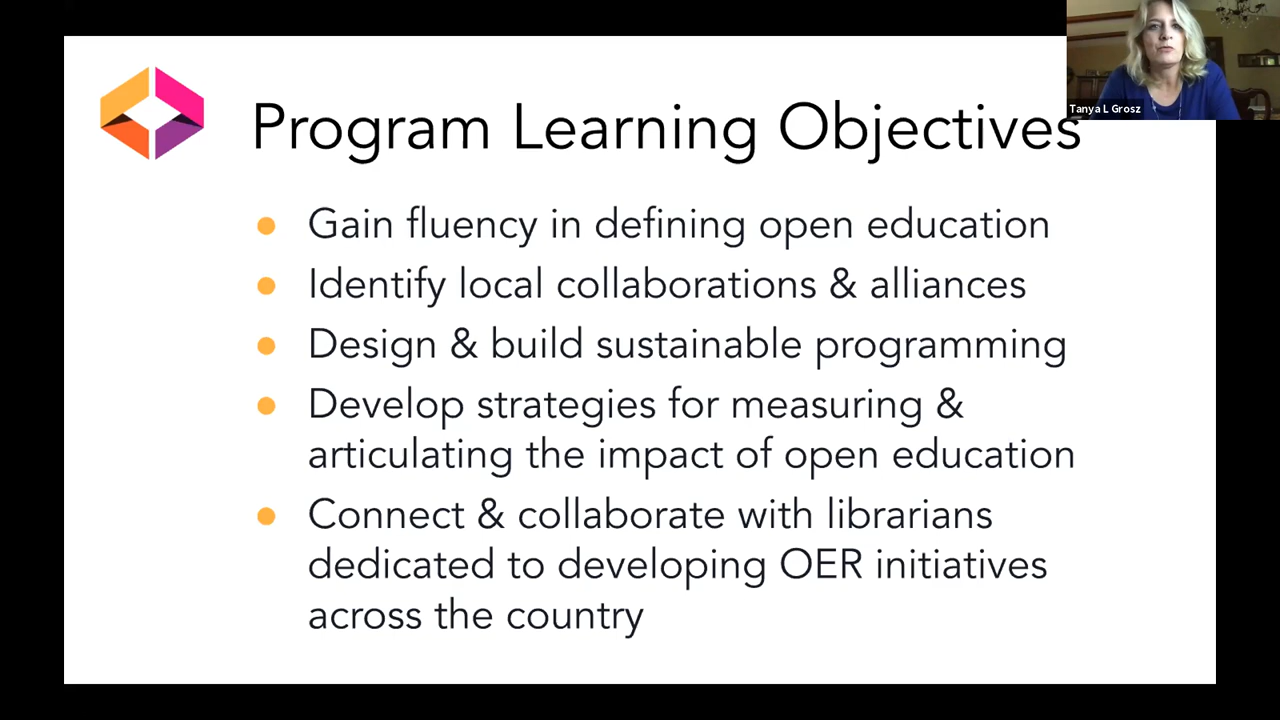 Tanya L Grosz
Program Learning Objectives
● Gain fluency in defining open education
● Identify local collaborations & alliances
● Design & build sustainable programming
● Develop strategies for measuring &
articulating the impact of open education
● Connect & collaborate with librarians
dedicated to developing OER initiatives
across the country